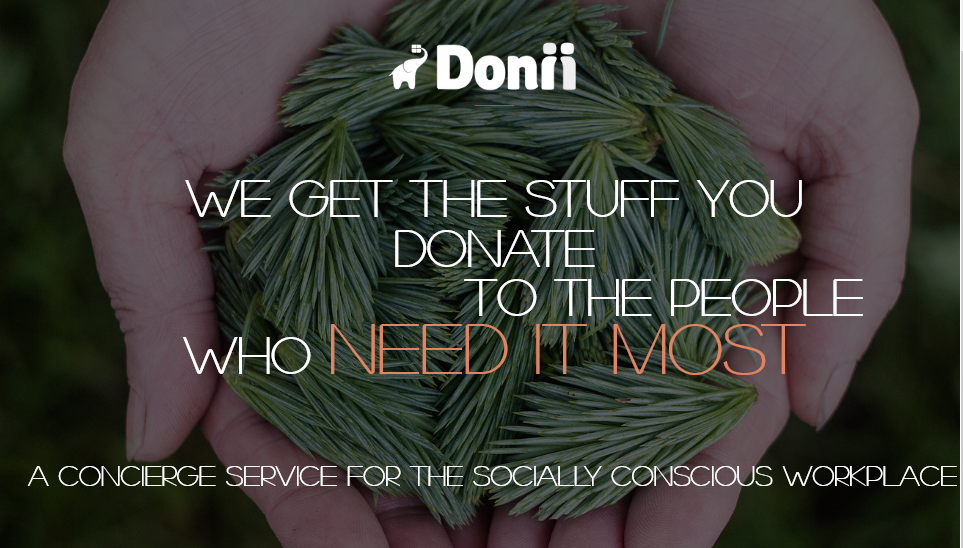 Donii
WE GET THE STUFF YOU
DONATE
TO THE PEOPLE
WHO NEED IT MOST
A CONCIERGE SERVICE FOR THE SOCIALLY CONSCIOUS WORKPLACE